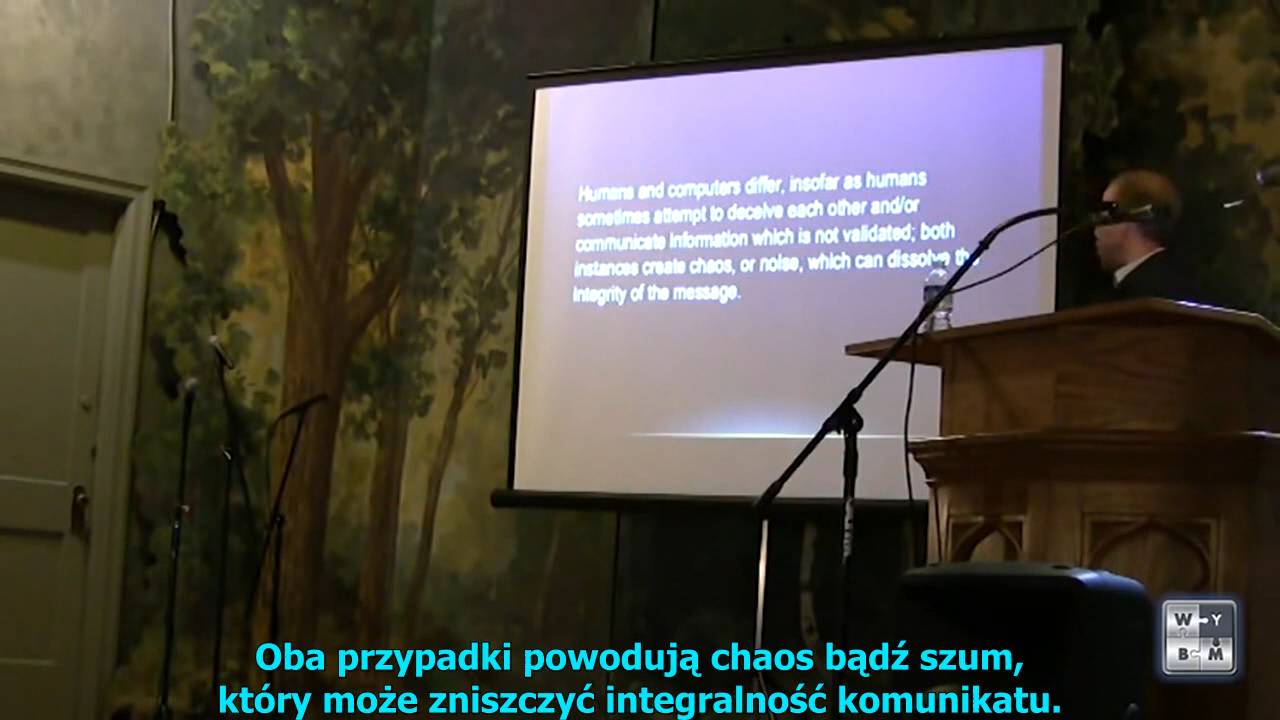 Humans and computers differ, insofar as humans
sometimes attempt to deceive each other and/or
communicate information which is not validated; both
instances create chaos, or noise, which can dissolve the
integrity of the message.
Oba przypadki powodują chaos bądź szum,
który może zniszczyć integralność komunikatu.
W Y
B M